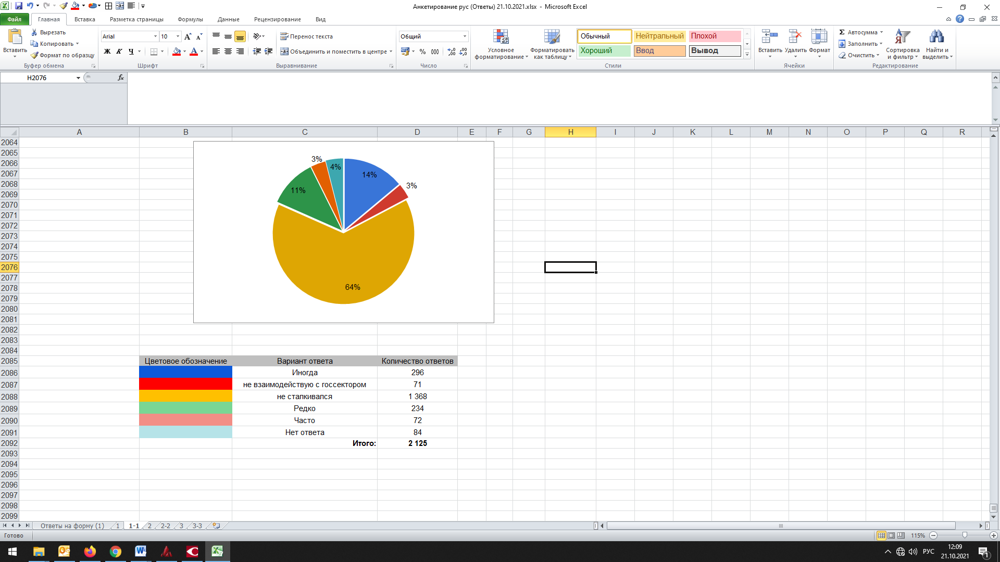 Анкетирование рус (Ответы) 21.10.2021.xlsx - Microsoft Excel
Файл Главная Вставка Разметка страницы Формулы Данные Рецензирование Вид
Вставить
Вырезать
Копировать
Формат по образцу
Буфер обмена
Arial 10
Ж К Ч
Шрифт
Перенос текста
Объединить и поместить в центре
Выравнивание
Общий
% 000
Число
Условное форматирование
Форматировать как таблицу
Обычный Нейтральный Плохой
Хороший Ввод Вывод
Стили
Вставить Удалить Формат
Ячейки
Автосумма
Заполнить
Очистить
Сортировка и фильтр
Найти и выделить
Редактирование
H2076 fx
A B C D E F G H I J K L M N O P Q R
2064
2065
2066
2067
2068
2069
2070
2071
2072
2073
2074
2075
2076
2077
2078
2079
2080
2081
2082
2083
2084
3%
4%
14%
3%
11%
64%
2085 Цветовое обозначение Вариант ответа Количество ответов
2086 Иногда 296
2087 не взаимодействую с госсектором 71
2088 не сталкивался 1 368
2089 Редко 234
2090 Часто 72
2091 Нет ответа 84
2092 Итого: 2 125
2093
2094
2095
2096
2097
2098
2099
Ответы на форму (1) 1 1-1 2 2-2 3 3-3
Готово 115%
РУС 12:09
21.10.2021 1